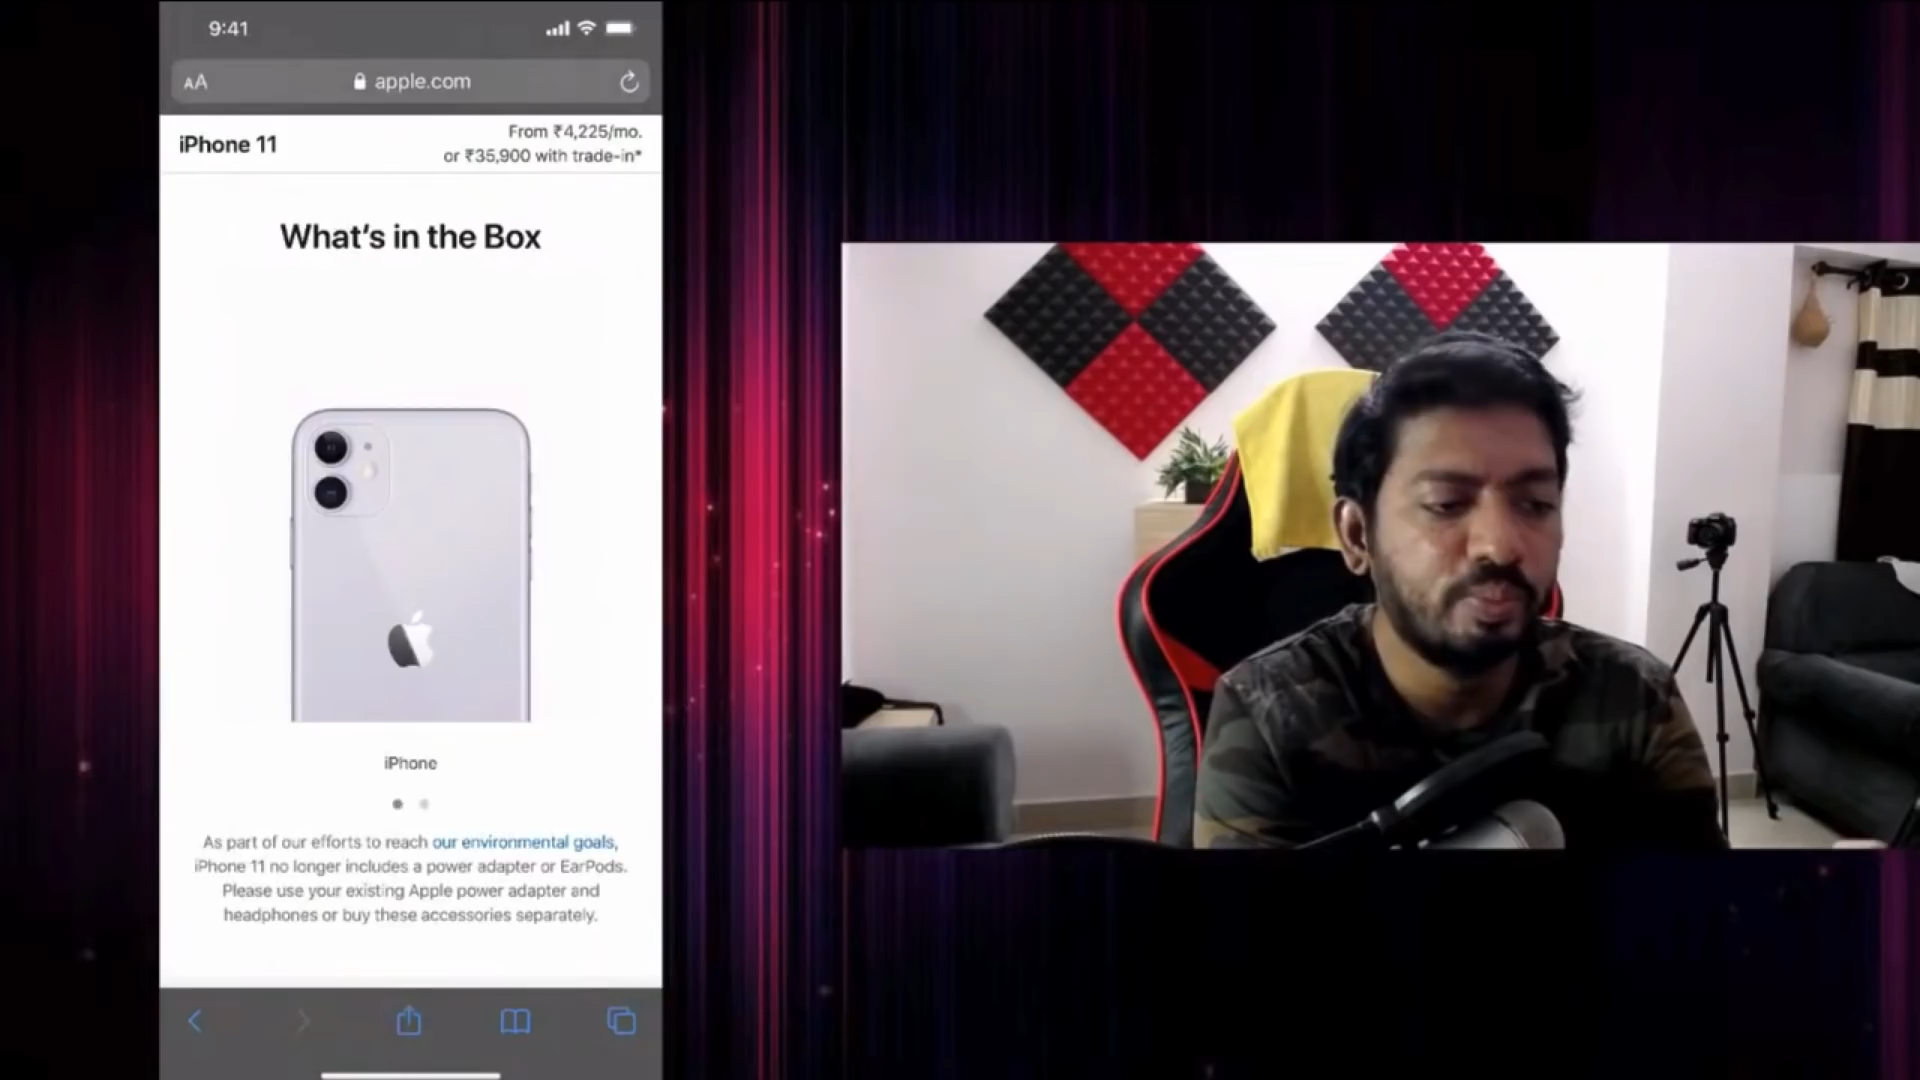 9:41
AA
apple.com
iPhone 11
From ₹4,225/mo.
or ₹35,900 with trade-in*
What's in the Box
iPhone
As part of our efforts to reach our environmental goals,
iPhone 11 no longer includes a power adapter or EarPods.
Please use your existing Apple power adapter and
headphones or buy these accessories separately.